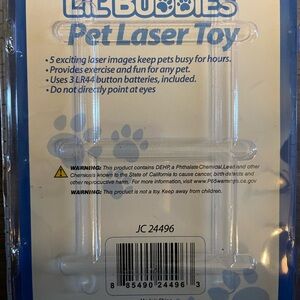 LIL BUDDIES
Pet Laser Toy
• 5 exciting laser images keep pets busy for hours.
• Provides exercise and fun for any pet.
• Uses 3 LR44 button batteries, included.
• Do not directly point at eyes
WARNING: This product contains DEHP, a Phthalate Chemical, Lead and other
Chemicals known to the State of California to cause cancer, birth defects and
other reproductive harm. For more information, visit www.P65warnings.ca.gov
WARNING: This product is not a toy. Keep away from children.
JC 24496
8 85490 24496 3